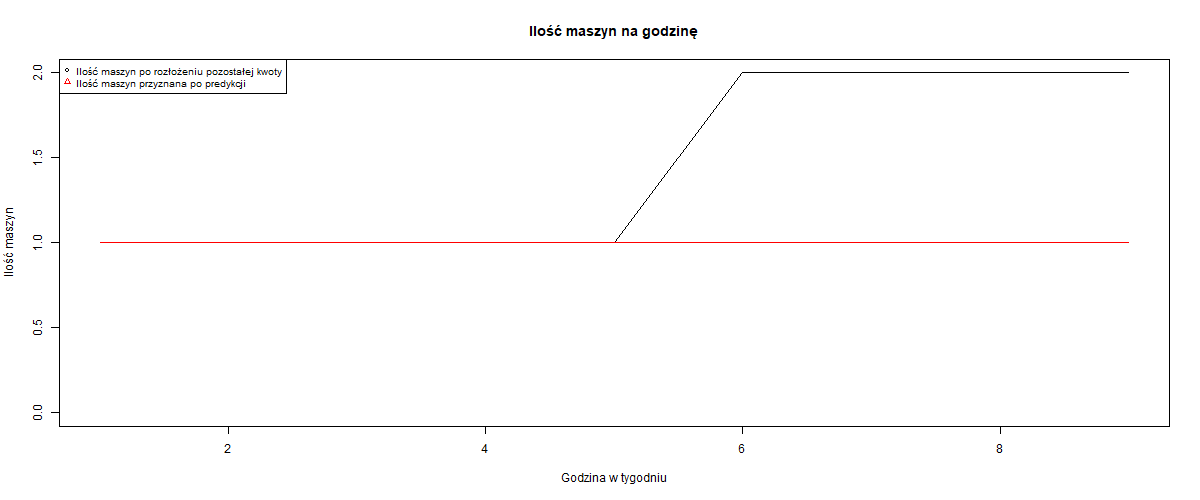 Ilość maszyn na godzinę
Ilość maszyn po rozłożeniu pozostałej kwoty
Ilość maszyn przyznana po predykcji
Ilość maszyn
2.0
1.5
1.0
0.5
0.0
2 4 6 8
Godzina w tygodniu